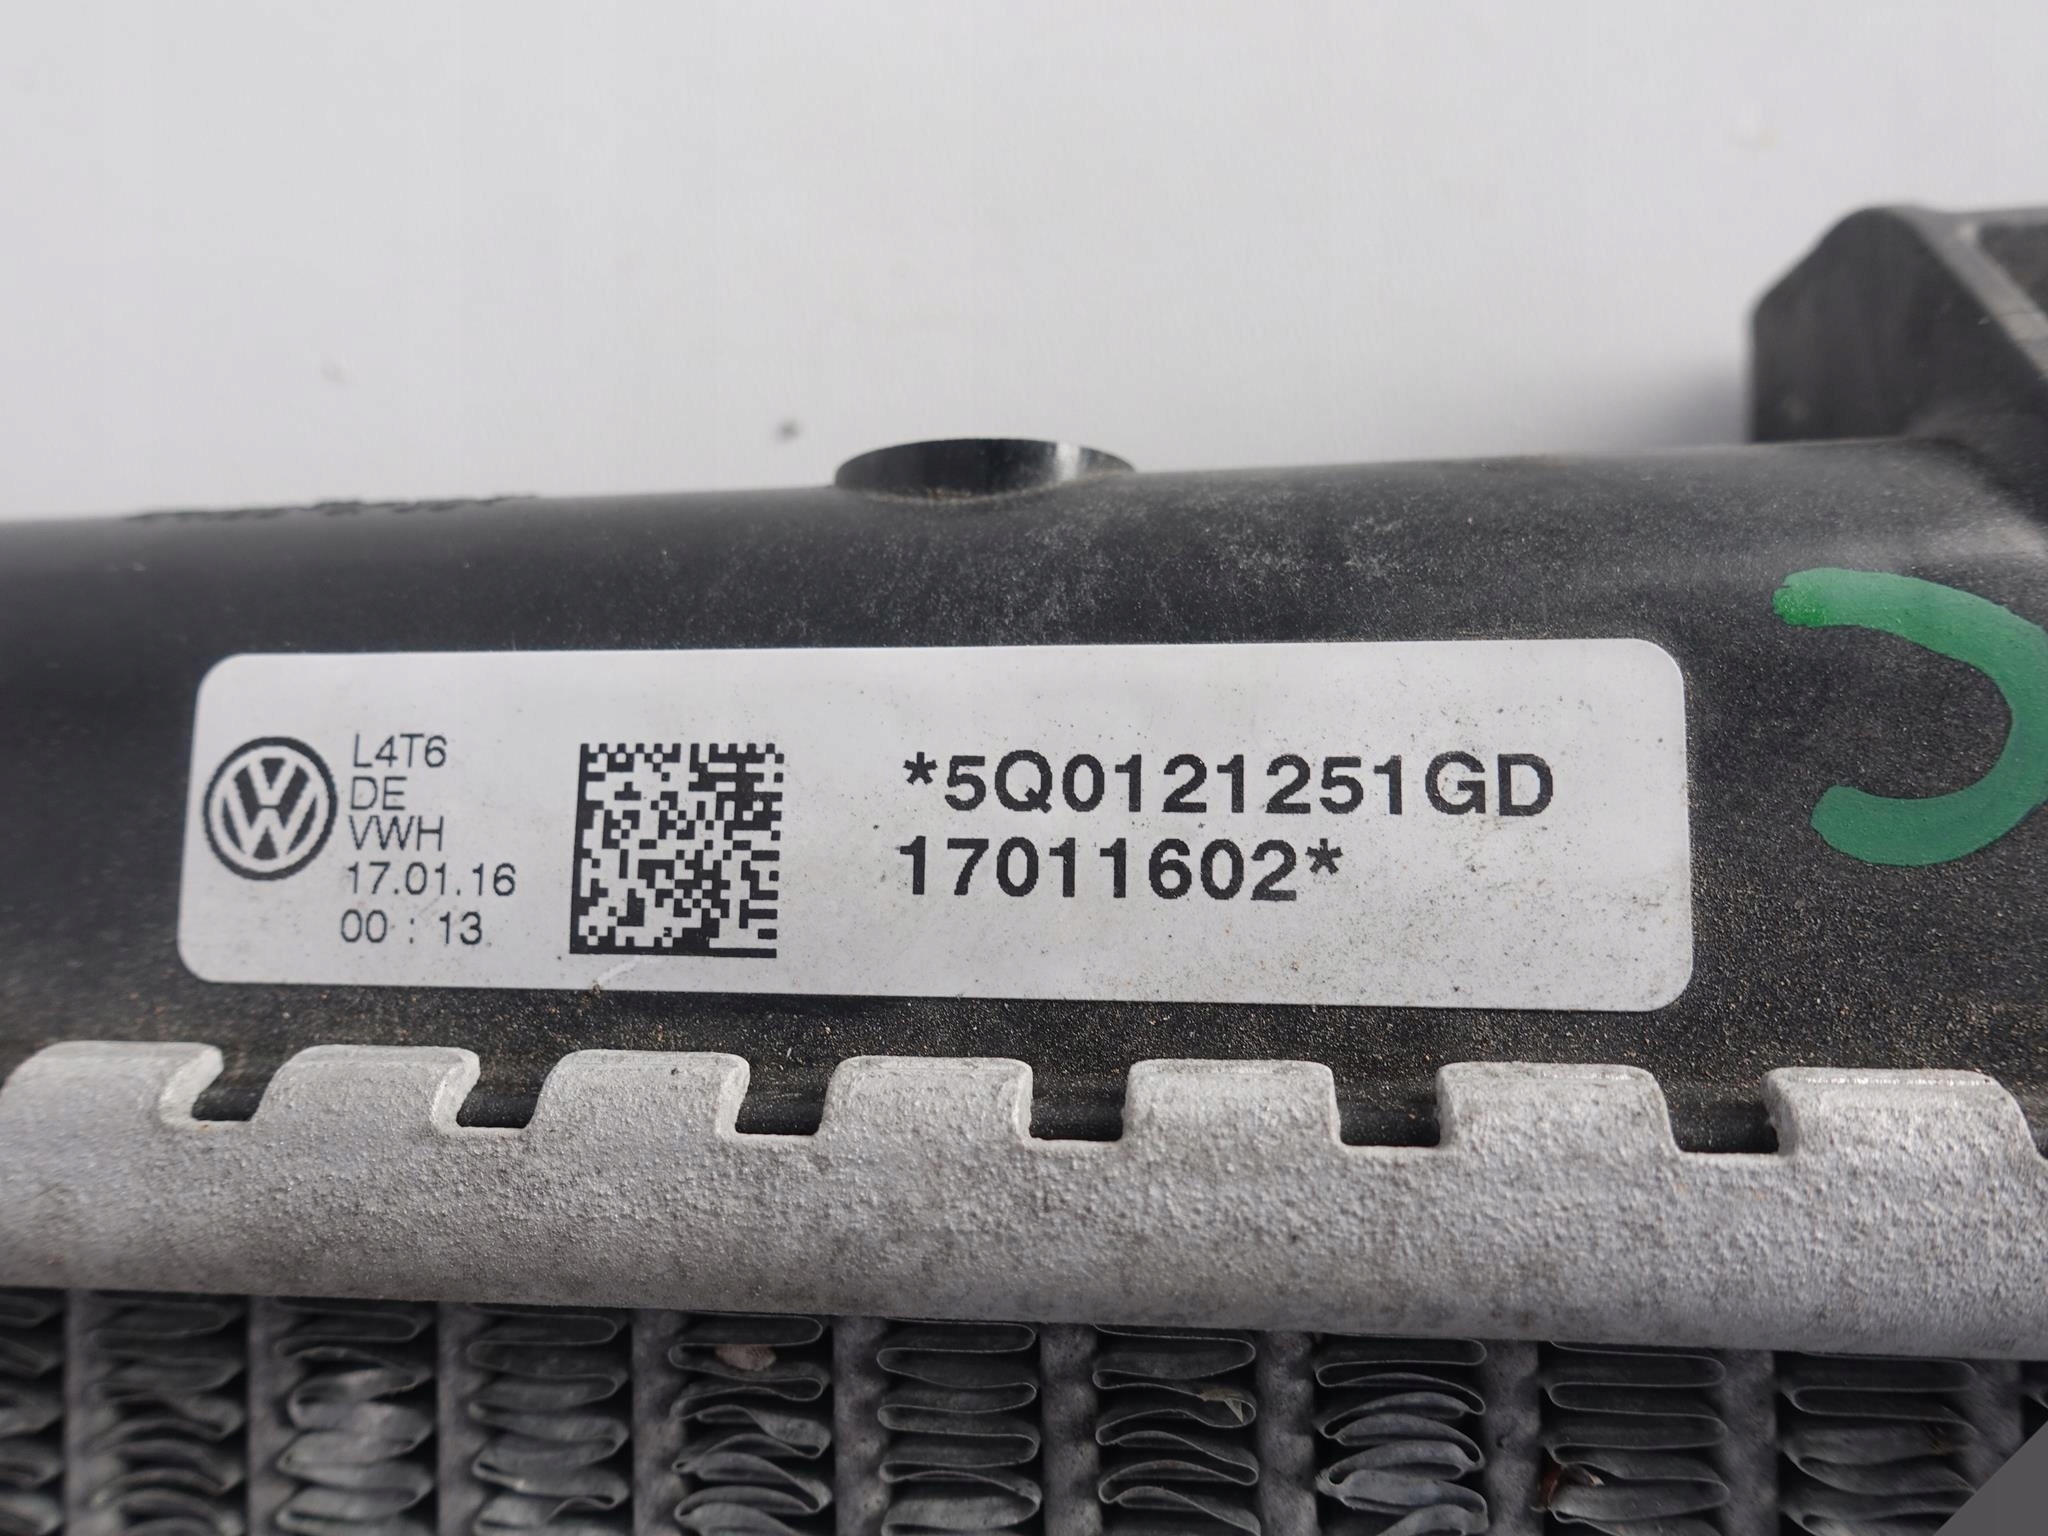 L4T6
DE
VWH
17.01.16
00 : 13
*5Q0121251GD
17011602*